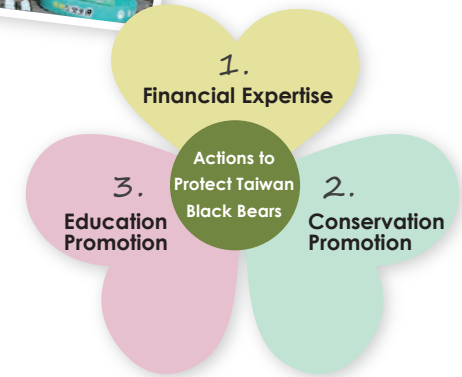 1.
Financial Expertise
Actions to
Protect Taiwan
Black Bears
2.
Conservation
Promotion
3.
Education
Promotion